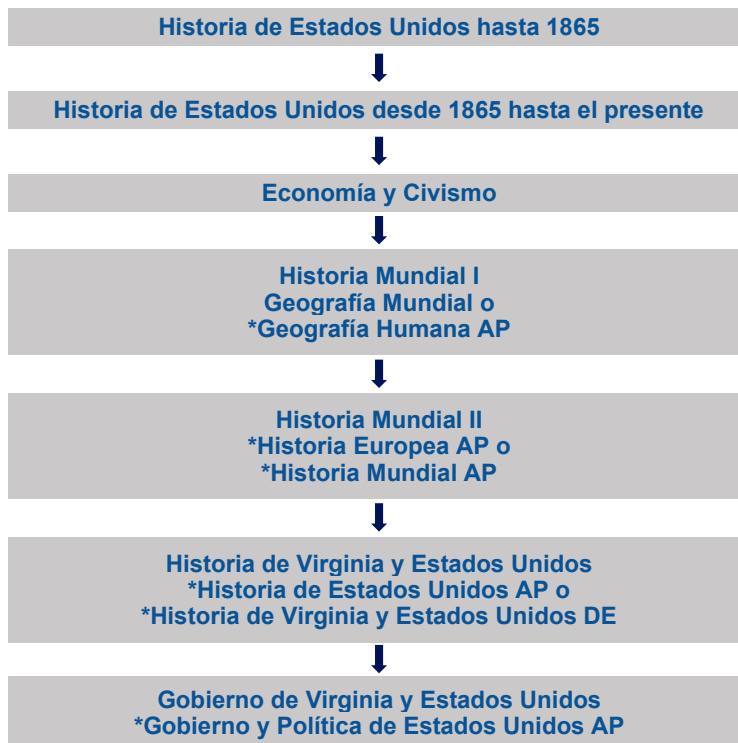 Historia de Estados Unidos hasta 1865
Historia de Estados Unidos desde 1865 hasta el presente
Economía y Civismo
Historia Mundial I
Geografía Mundial o
*Geografía Humana AP
Historia Mundial II
*Historia Europea AP o
*Historia Mundial AP
Historia de Virginia y Estados Unidos
*Historia de Estados Unidos AP o
*Historia de Virginia y Estados Unidos DE
Gobierno de Virginia y Estados Unidos
*Gobierno y Política de Estados Unidos AP